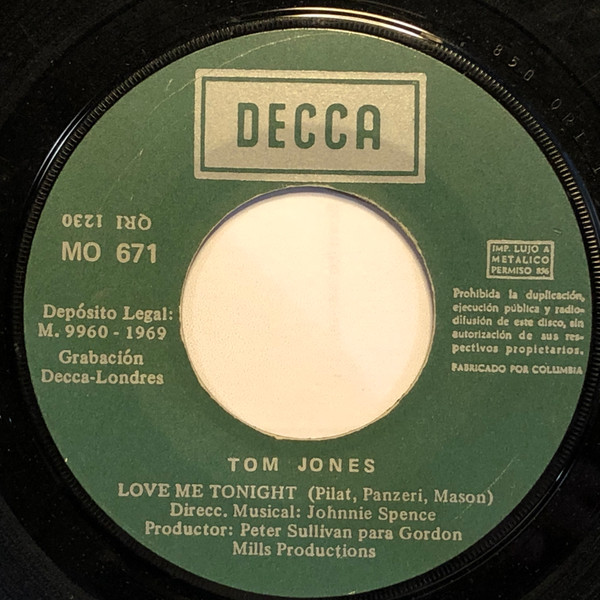 DECCA
QRI 1230
MO 671
Depósito Legal:
M. 9960 - 1969
Grabación
Decca-Londres
IMP. LUJO A
METALICO
PERMISO 836
Prohibida la duplicación,
ejecución pública y radio-
difusión de este disco, sin
autorización de sus res-
pectivos propietarios.
FABRICADO POR COLUMBIA
TOM JONES
LOVE ME TONIGHT (Pilat, Panzeri, Mason)
Direcc. Musical: Johnnie Spence
Productor: Peter Sullivan para Gordon
Mills Productions